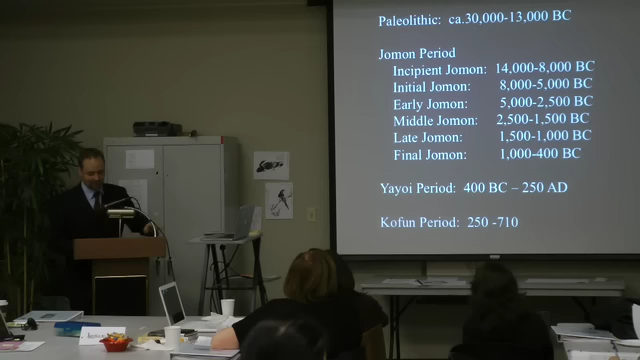 Paleolithic: ca.30,000-13,000 BC
Jomon Period
Incipient Jomon: 14,000-8,000 BC
Initial Jomon: 8,000-5,000 BC
Early Jomon: 5,000-2,500 BC
Middle Jomon: 2,500-1,500 BC
Late Jomon: 1,500-1,000 BC
Final Jomon: 1,000-400 BC
Yayoi Period: 400 BC – 250 AD
Kofun Period: 250 -710